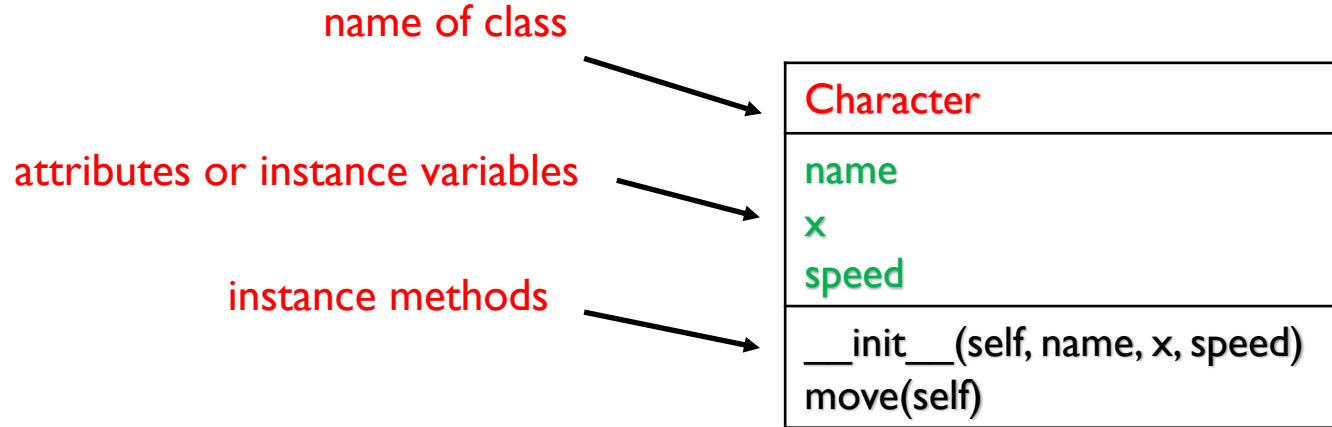 name of class
Character
attributes or instance variables
name
x
speed
instance methods
__init__(self, name, x, speed)
move(self)